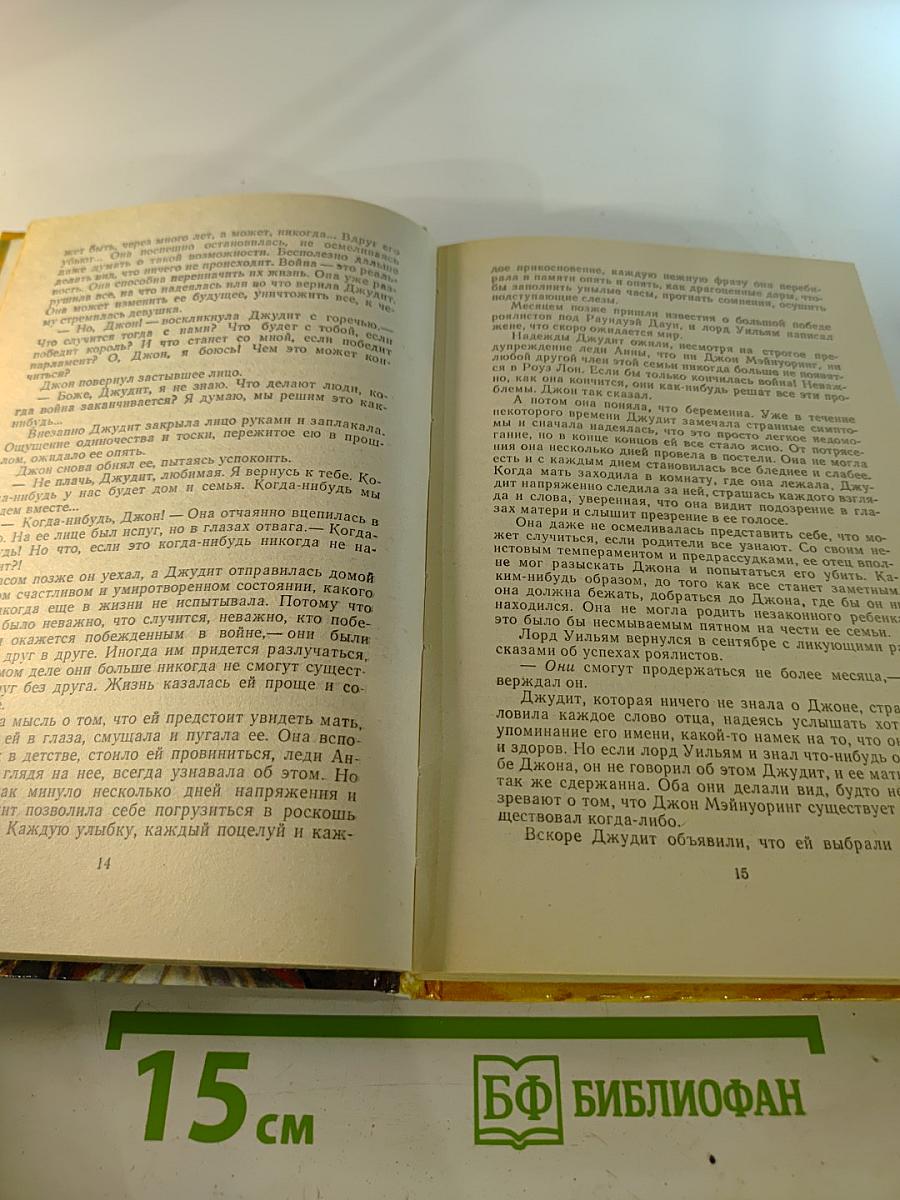 жет быть, через много лет, а может, никогда... Вдруг его
убьют... Она поспешно остановилась, не осмеливаясь
даже думать о такой возможности. Бесполезно дальше
делать вид, что ничего не происходит. Война — это реаль-
ность. Она способна переиначить их жизнь. Она уже раз-
рушила все, на что надеялась или во что верила Джудит.
Она может изменить ее будущее, уничтожить все, к че-
му стремилась девушка.
— Но, Джон! — воскликнула Джудит с горечью.—
Что случится тогда с нами? Что будет с тобой, если
победит король? И что станет со мной, если победит
парламент? О, Джон, я боюсь! Чем это может кон-
читься?
Джон повернул застывшее лицо.
— Боже, Джудит, я не знаю. Что делают люди, ко-
гда война заканчивается? Я думаю, мы решим это как-
нибудь...
Внезапно Джудит закрыла лицо руками и заплакала.
Ощущение одиночества и тоски, пережитое ею в прош-
лом, ожидало ее опять.
Джон снова обнял ее, пытаясь успокоить.
— Не плачь, Джудит, любимая. Я вернусь к тебе. Ко-
а-нибудь у нас будет дом и семья. Когда-нибудь мы
дем вместе...
— Когда-нибудь, Джон! — Она отчаянно вцепилась в
о. На ее лице был испуг, но в глазах отвага.— Когда-
удь! Но что, если это когда-нибудь никогда не на-
ит?!
асом позже он уехал, а Джудит отправилась домой
ом счастливом и умиротворенном состоянии, какого
икогда еще в жизни не испытывала. Потому что
было неважно, что случится, неважно, кто побе-
и окажется побежденным в войне,— они были
друг в друге. Иногда им придется разлучаться,
мом деле они больше никогда не смогут сущест-
уг без друга. Жизнь казалась ей проще и со-
е.
а мысль о том, что ей предстоит увидеть мать,
ей в глаза, смущала и пугала ее. Она вспо-
к в детстве, стоило ей провиниться, леди Ан-
глядя на нее, всегда узнавала об этом. Но
ак минуло несколько дней напряжения и
ит позволила себе погрузиться в роскошь
Каждую улыбку, каждый поцелуй и каж-
14
дое прикосновение, каждую нежную фразу она переби-
рала в памяти опять и опять, как драгоценные дары, что-
бы заполнить унылые часы, прогнать сомнения, осушить
подступающие слезы.
Месяцем позже пришли известия о большой победе
роялистов под Раундуэй Даун, и лорд Уильям написал
жене, что скоро ожидается мир.
Надежды Джудит ожили, несмотря на строгое пре-
дупреждение леди Анны, что ни Джон Мэйнуоринг, ни
любой другой член этой семьи никогда больше не появят-
ся в Роуз Лон. Если бы только кончилась война! Неваж-
но, как она кончится, они как-нибудь решат все эти про-
блемы. Джон так сказал.
А потом она поняла, что беременна. Уже в течение
некоторого времени Джудит замечала странные симпто-
мы и сначала надеялась, что это просто легкое недомо-
гание, но в конце концов ей все стало ясно. От потрясе-
ния она несколько дней провела в постели. Она не могла
есть и с каждым днем становилась все бледнее и слабее.
Когда мать заходила в комнату, где она лежала, Джу-
дит напряженно следила за ней, страшась каждого взгля-
да и слова, уверенная, что она видит подозрение в гла-
зах матери и слышит презрение в ее голосе.
Она даже не осмеливалась представить себе, что мо-
жет случиться, если родители все узнают. Со своим не-
истовым темпераментом и предрассудками, ее отец впол-
не мог разыскать Джона и попытаться его убить. Ка-
ким-нибудь образом, до того как все станет заметным,
она должна бежать, добраться до Джона, где бы он ни
находился. Она не могла родить незаконного ребенка
это было бы несмываемым пятном на чести ее семьи.
Лорд Уильям вернулся в сентябре с ликующими ра
сказами об успехах роялистов.
— Они смогут продержаться не более месяца,—
верждал он.
Джудит, которая ничего не знала о Джоне, стра
ловила каждое слово отца, надеясь услышать хот
упоминание его имени, какой-то намек на то, что он
и здоров. Но если лорд Уильям и знал что-нибудь о
бе Джона, он не говорил об этом Джудит, и ее мать
так же сдержанна. Оба они делали вид, будто не
зревают о том, что Джон Мэйнуоринг существует
ществовал когда-либо.
Вскоре Джудит объявили, что ей выбрали
15
15 см
БФ БИБЛИОФАН